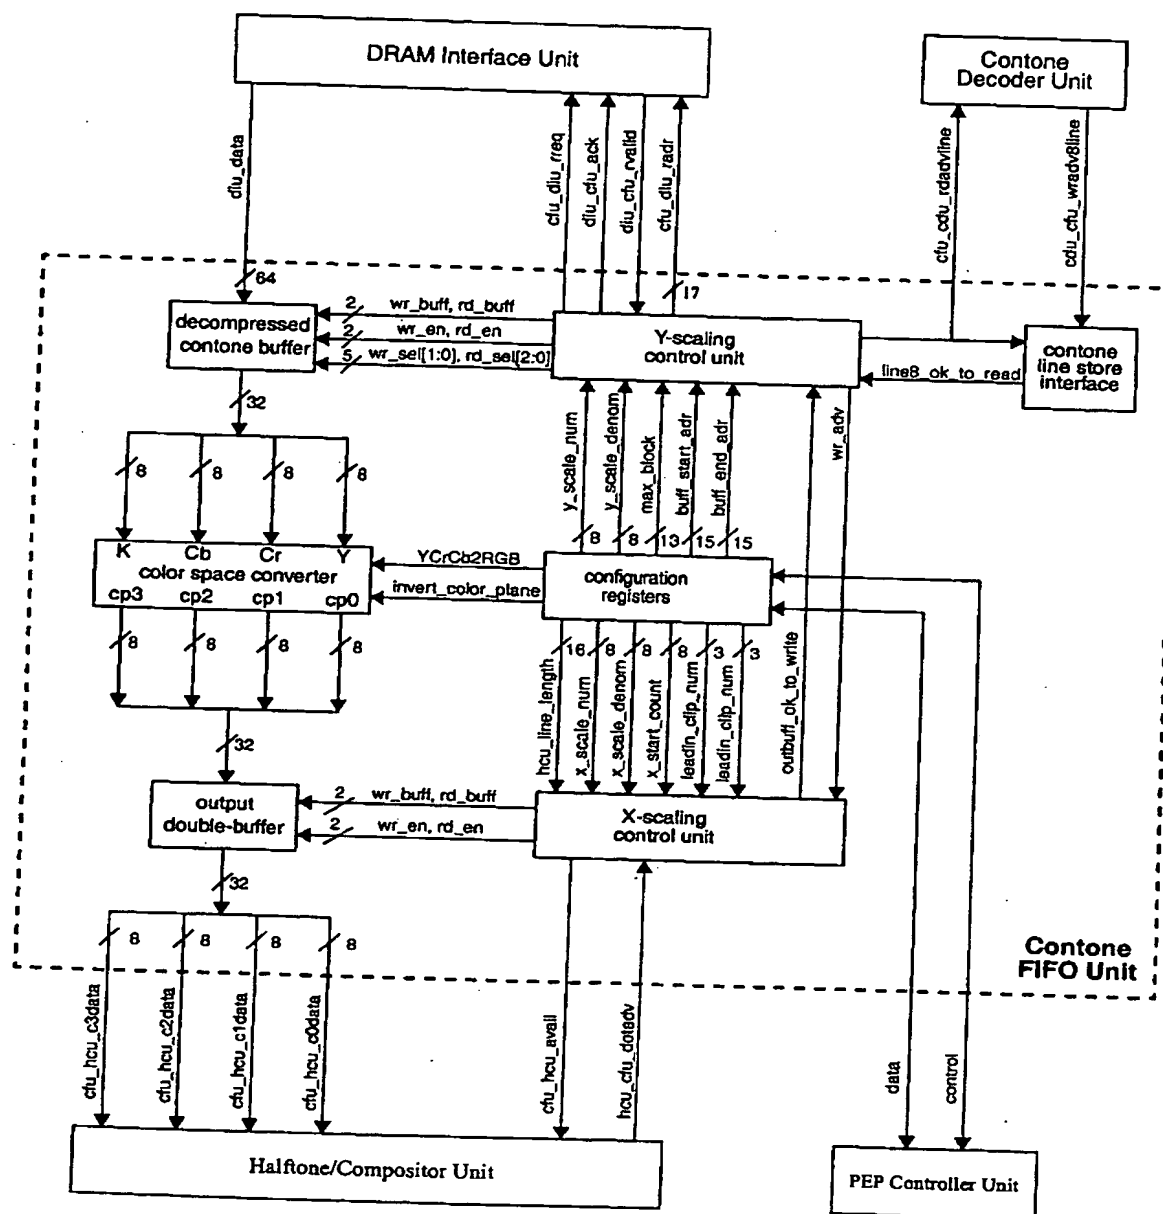 DRAM Interface Unit
Contone
Decoder Unit
diu_data
cfu_diu_rreq
diu_cfu_ack
diu_cfu_rvalid
cfu_diu_radr
cfu_cdu_rdadvline
cdu_cfu_wradv8line
64
17
decompressed
contone buffer
2
wr_buff, rd_buff
2
wr_en, rd_en
5
wr_sel[1:0], rd_sel[2:0]
Y-scaling
control unit
line8_ok_to_read
contone
line store
interface
32
8
8
8
8
y_scale_num
y_scale_denom
max_block
buff_start_adr
buff_end_adr
wr_adv
8
8
13
15
15
K
Cb
Cr
Y
color space converter
cp3
cp2
cp1
cp0
YCrCb2RGB
invert_color_plane
configuration
registers
8
8
8
8
16
8
8
8
3
3
hcu_line_length
x_scale_num
x_scale_denom
x_start_count
leadin_clip_num
leadin_clip_num
outbuff_ok_to_write
32
output
double-buffer
2
wr_buff, rd_buff
2
wr_en, rd_en
X-scaling
control unit
32
8
8
8
8
Contone
FIFO Unit
cfu_hcu_c3data
cfu_hcu_c2data
cfu_hcu_c1data
cfu_hcu_c0data
cfu_hcu_avail
hcu_cfu_dotadv
data
control
Halftone/Compositor Unit
PEP Controller Unit